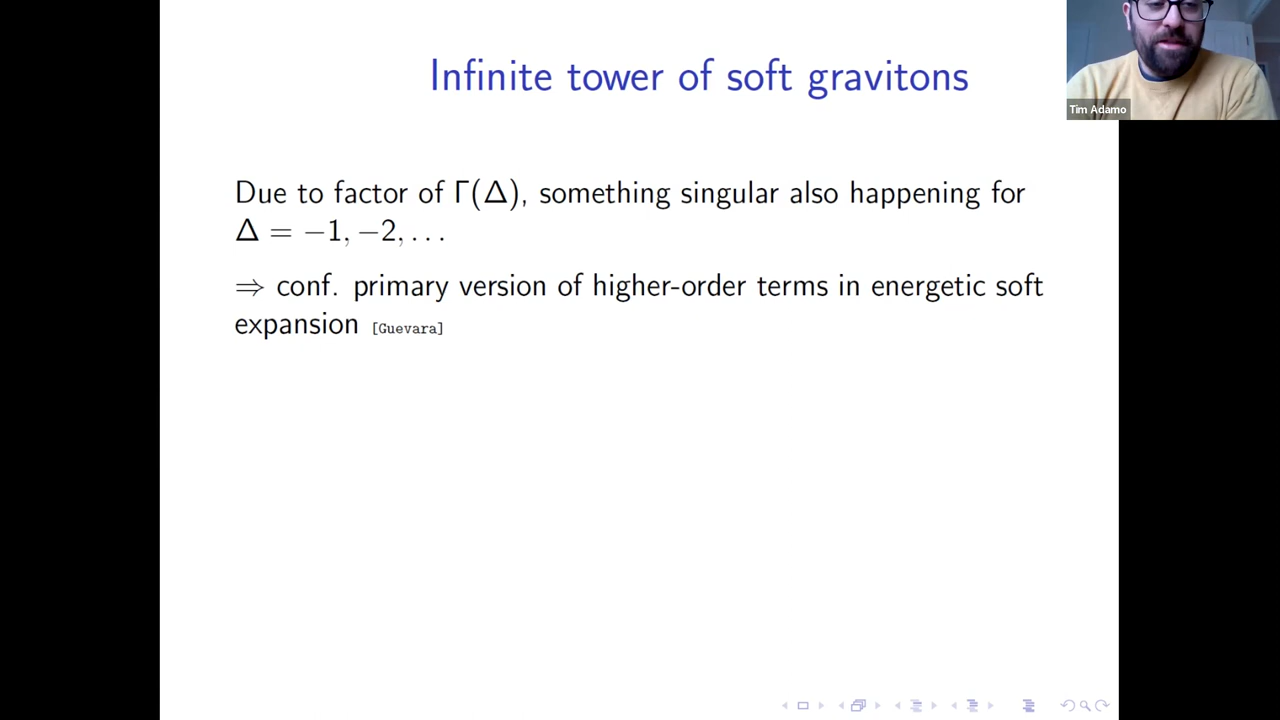 Infinite tower of soft gravitons
Tim Adamo
Due to factor of Γ(Δ), something singular also happening for
Δ = −1, −2, . . .
⇒ conf. primary version of higher-order terms in energetic soft
expansion [Guevara]